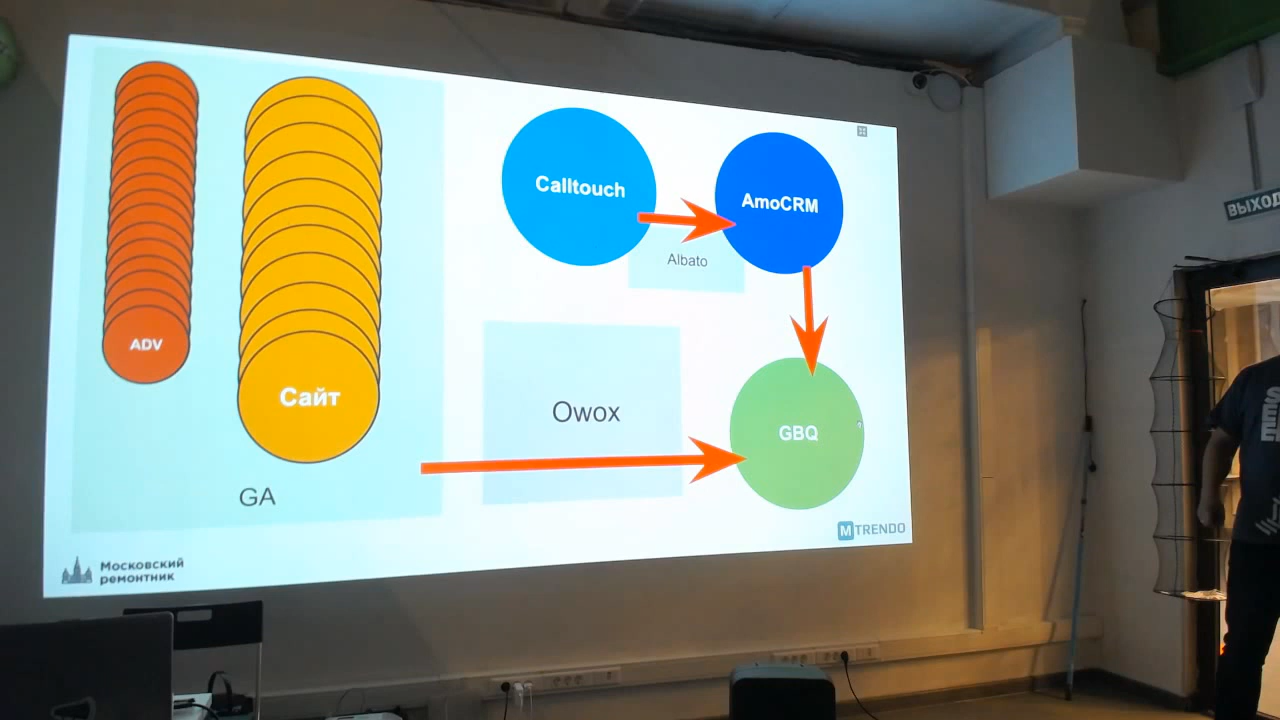 ADV
Сайт
GA
Calltouch
AmoCRM
Albato
Owox
GBQ
Московский
ремонтник
M TRENDO
ВЫХОД